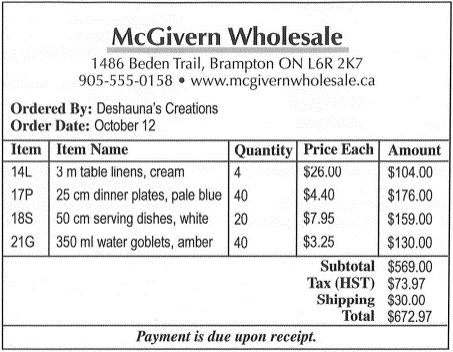 McGivern Wholesale
1486 Beden Trail, Brampton ON L6R 2K7
905-555-0158 • www.mcgivernwholesale.ca
Ordered By: Deshauna's Creations
Order Date: October 12
Item Item Name Quantity Price Each Amount
14L 3 m table linens, cream 4 $26.00 $104.00
17P 25 cm dinner plates, pale blue 40 $4.40 $176.00
18S 50 cm serving dishes, white 20 $7.95 $159.00
21G 350 ml water goblets, amber 40 $3.25 $130.00
Subtotal $569.00
Tax (HST) $73.97
Shipping $30.00
Total $672.97
Payment is due upon receipt.